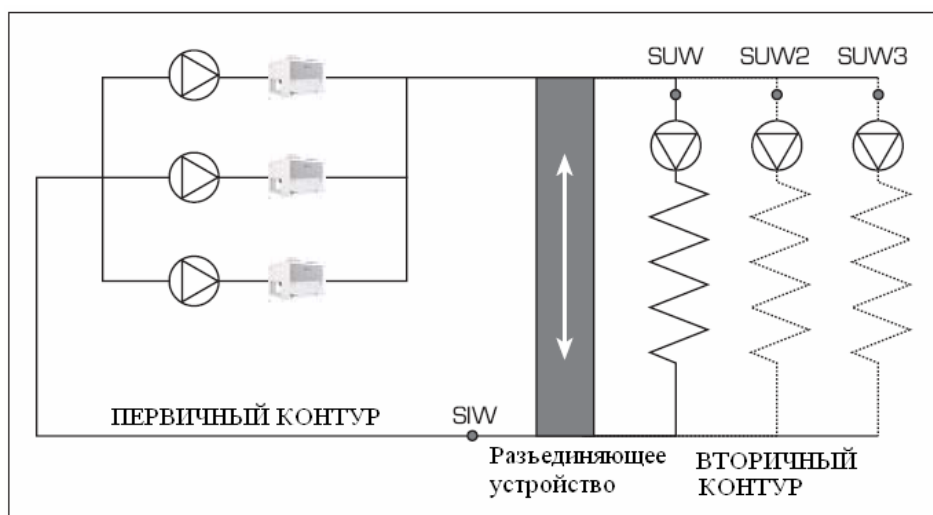 SUW SUW2 SUW3
ПЕРВИЧНЫЙ КОНТУР
SIW
Разъединяющее
устройство
ВТОРИЧНЫЙ
КОНТУР